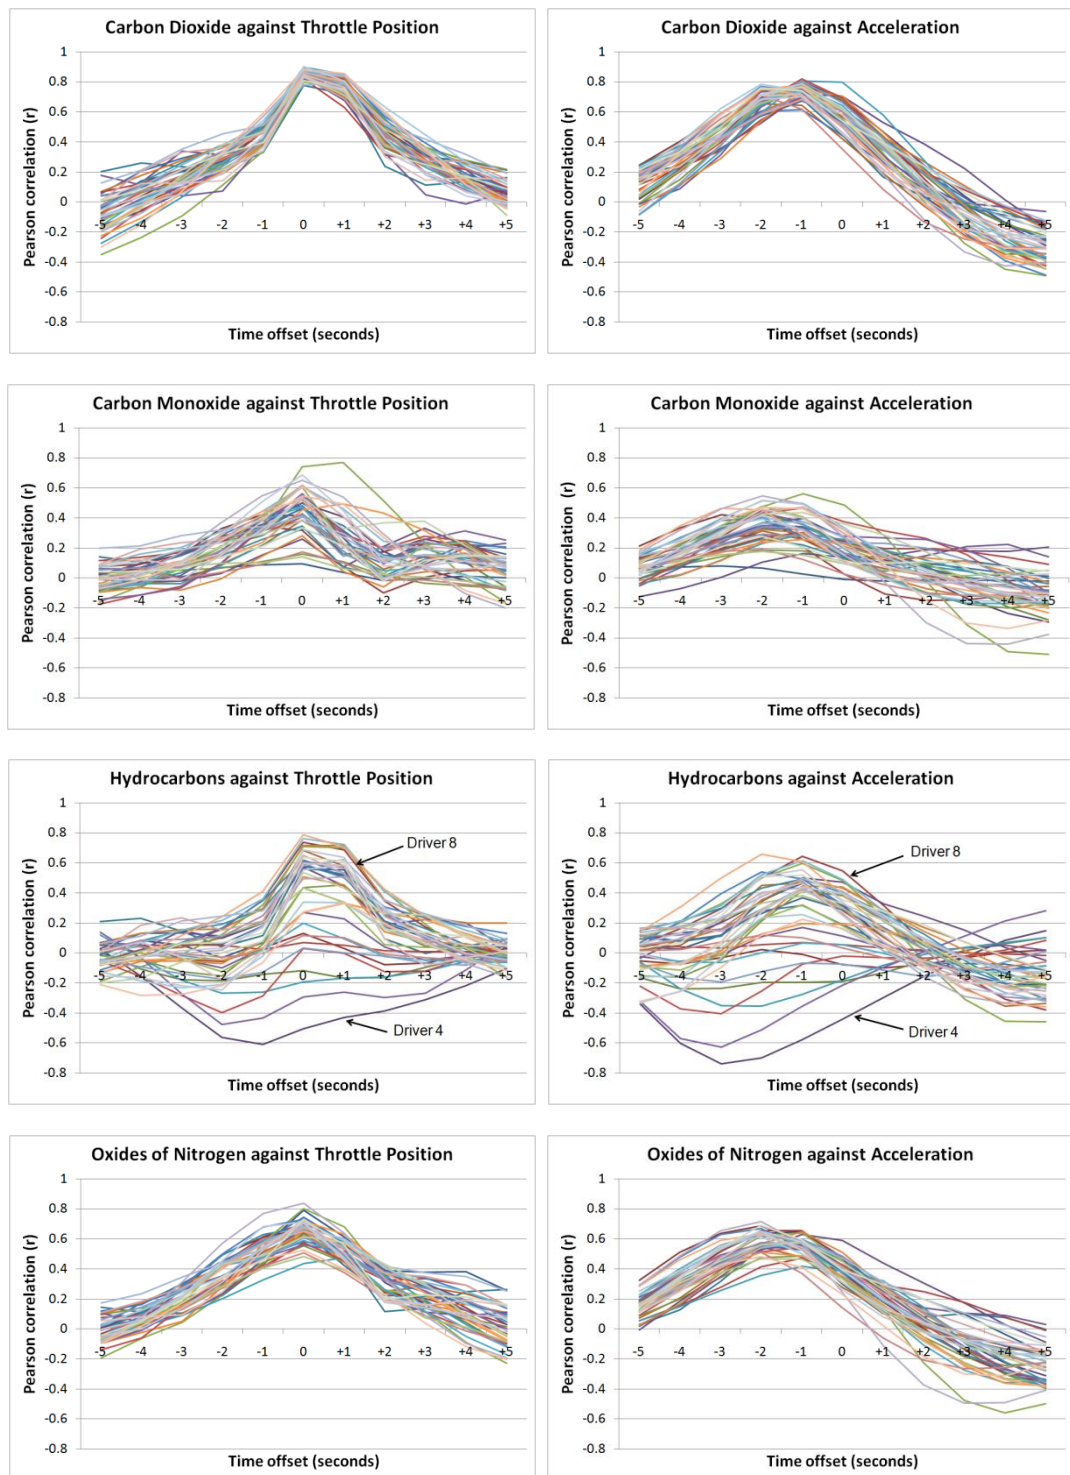 Carbon Dioxide against Throttle Position
1
0.8
0.6
0.4
0.2
0
-0.2
-0.4
-0.6
-0.8
-5 -4 -3 -2 -1 0 +1 +2 +3 +4 +5
Pearson correlation (r)
Time offset (seconds)
Carbon Dioxide against Acceleration
1
0.8
0.6
0.4
0.2
0
-0.2
-0.4
-0.6
-0.8
-5 -4 -3 -2 -1 0 +1 +2 +3 +4 +5
Pearson correlation (r)
Time offset (seconds)
Carbon Monoxide against Throttle Position
1
0.8
0.6
0.4
0.2
0
-0.2
-0.4
-0.6
-0.8
-5 -4 -3 -2 -1 0 +1 +2 +3 +4 +5
Pearson correlation (r)
Time offset (seconds)
Carbon Monoxide against Acceleration
1
0.8
0.6
0.4
0.2
0
-0.2
-0.4
-0.6
-0.8
-5 -4 -3 -2 -1 0 +1 +2 +3 +4 +5
Pearson correlation (r)
Time offset (seconds)
Hydrocarbons against Throttle Position
1
0.8
0.6
0.4
0.2
0
-0.2
-0.4
-0.6
-0.8
-5 -4 -3 -2 -1 0 +1 +2 +3 +4 +5
Driver 8
Driver 4
Pearson correlation (r)
Time offset (seconds)
Hydrocarbons against Acceleration
1
0.8
0.6
0.4
0.2
0
-0.2
-0.4
-0.6
-0.8
-5 -4 -3 -2 -1 0 +1 +2 +3 +4 +5
Driver 8
Driver 4
Pearson correlation (r)
Time offset (seconds)
Oxides of Nitrogen against Throttle Position
1
0.8
0.6
0.4
0.2
0
-0.2
-0.4
-0.6
-0.8
-5 -4 -3 -2 -1 0 +1 +2 +3 +4 +5
Pearson correlation (r)
Time offset (seconds)
Oxides of Nitrogen against Acceleration
1
0.8
0.6
0.4
0.2
0
-0.2
-0.4
-0.6
-0.8
-5 -4 -3 -2 -1 0 +1 +2 +3 +4 +5
Pearson correlation (r)
Time offset (seconds)